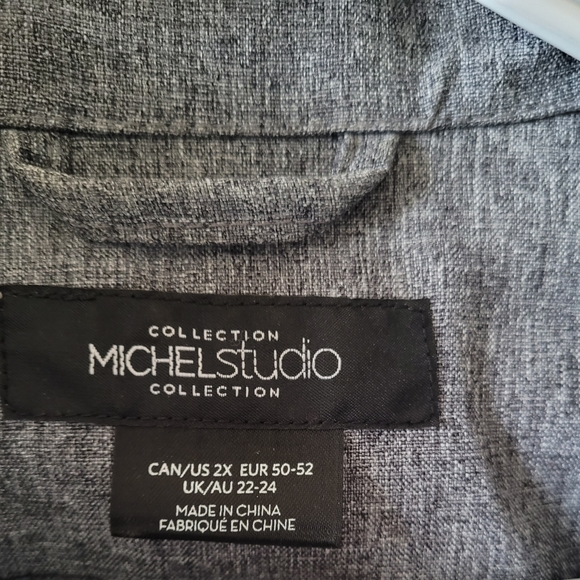 COLLECTION
MICHELstudio
COLLECTION
CAN/US 2X EUR 50-52
UK/AU 22-24
MADE IN CHINA
FABRIQUÉ EN CHINE